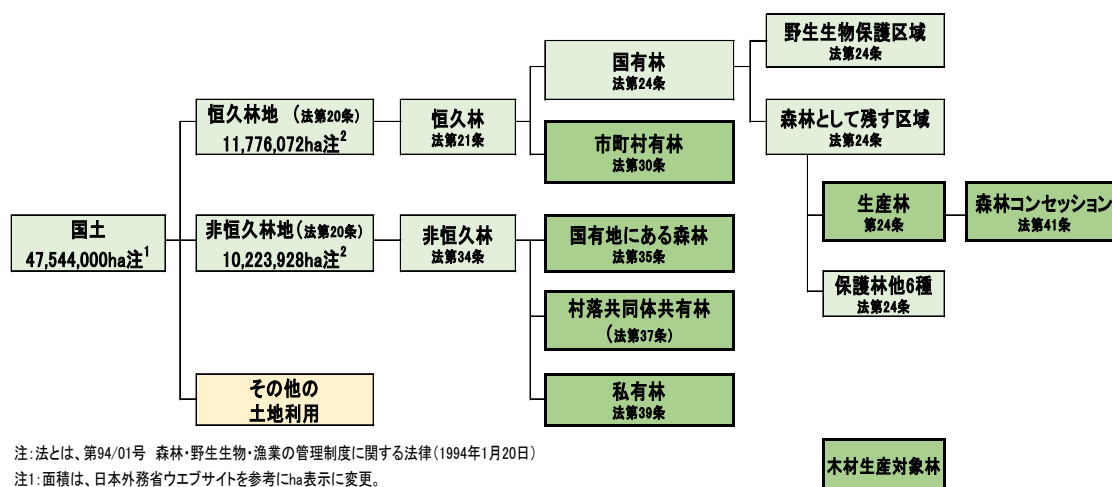 野生生物保護区域
法第24条
国有林
法第24条
恒久林地 (法第20条)
11,776,072ha注2
恒久林
法第21条
森林として残す区域
法第24条
市町村有林
法第30条
生産林
第24条
森林コンセッション
法第41条
国土
47,544,000ha注1
非恒久林地(法第20条)
10,223,928ha注2
非恒久林
法第34条
国有地にある森林
法第35条
保護林他6種
法第24条
村落共同体共有林
(法第37条)
その他の
土地利用
私有林
法第39条
注:法とは、第94/01号 森林・野生生物・漁業の管理制度に関する法律(1994年1月20日)
木材生産対象林
注1:面積は、日本外務省ウエブサイトを参考にha表示に変更。